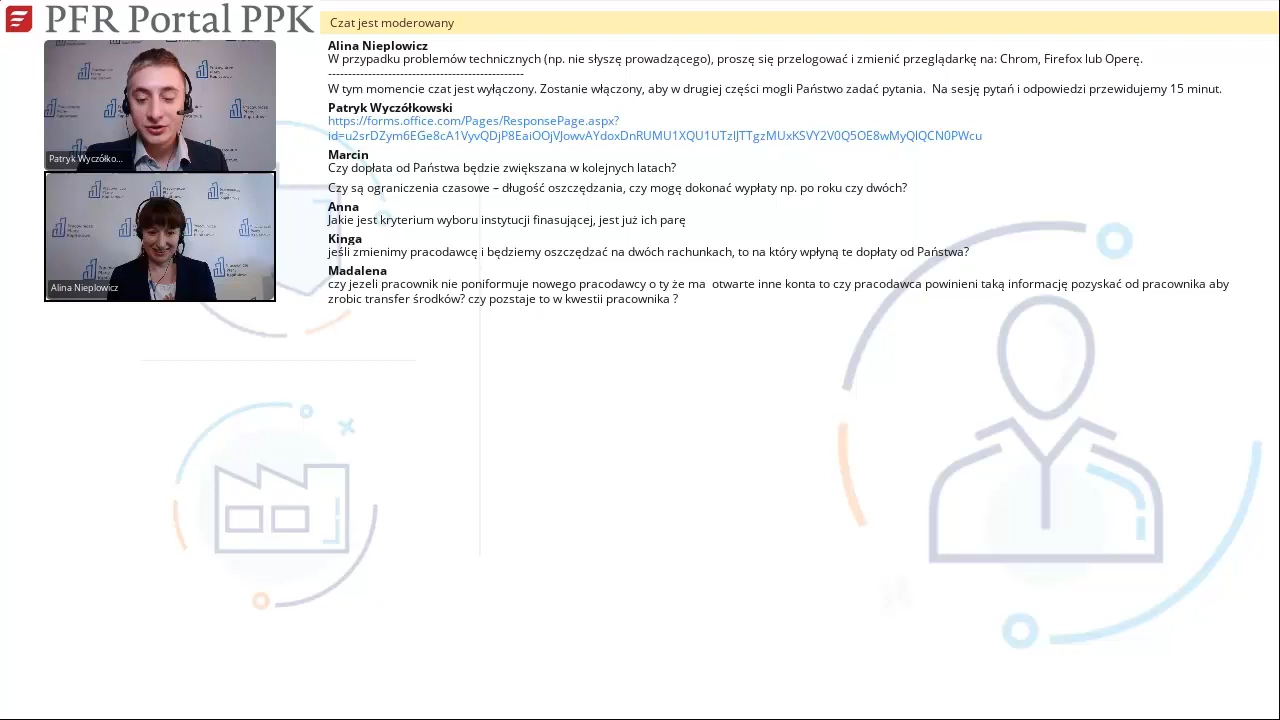 PFR Portal PPK
Czat jest moderowany
Patryk Wyczółko...
Alina Nieplowicz
Alina Nieplowicz
W przypadku problemów technicznych (np. nie słyszę prowadzącego), proszę się przelogować i zmienić przeglądarkę na: Chrom, Firefox lub Operę.
-------------------------------------------------
W tym momencie czat jest wyłączony. Zostanie włączony, aby w drugiej części mogli Państwo zadać pytania.  Na sesję pytań i odpowiedzi przewidujemy 15 minut.
Patryk Wyczółkowski
https://forms.office.com/Pages/ResponsePage.aspx?
Marcin
Czy dopłata od Państwa będzie zwiększana w kolejnych latach?
Czy są ograniczenia czasowe – długość oszczędzania, czy mogę dokonać wypłaty np. po roku czy dwóch?
Anna
Jakie jest kryterium wyboru instytucji finasującej, jest już ich parę
Kinga
jeśli zmienimy pracodawcę i będziemy oszczędzać na dwóch rachunkach, to na który wpłyną te dopłaty od Państwa?
Madalena
czy jezeli pracownik nie poniformuje nowego pracodawcy o ty że ma  otwarte inne konta to czy pracodawca powinieni taką informację pozyskać od pracownika aby
zrobic transfer środków? czy pozstaje to w kwestii pracownika ?